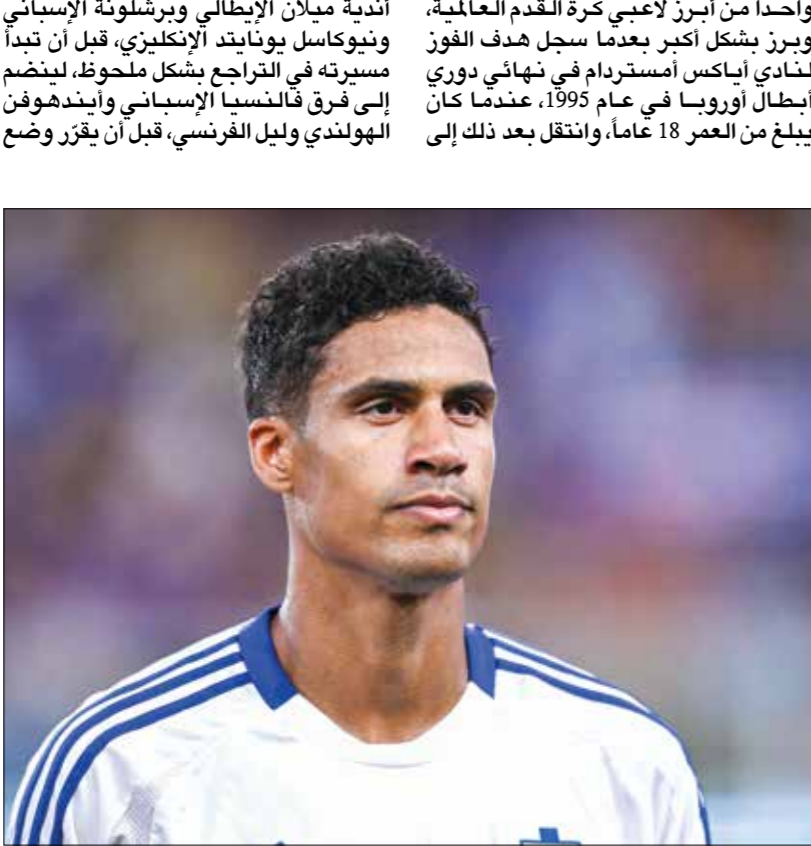 واحدا من أبرز لاعبي كرة القدم العالمية،
وبرز بشكل أكبر بعدما سجل هدف الفوز
لنادي أياكس أمستردام في نهائي دوري
أبطال أوروبا في عام 1995، عندما كان
يبلغ من العمر 18 عاماً، وانتقل بعد ذلك إلى
أندية ميلان الإيطالي وبرشلونة الإسباني
ونيوكاسل يونايتد الإنكليزي، قبل أن تبدأ
مسيرته في التراجع بشكل ملحوظ، لينضم
إلى فرق فالنسيا الإسباني وأيندهوفن
الهولندي وليل الفرنسي، قبل أن يقرّر وضع